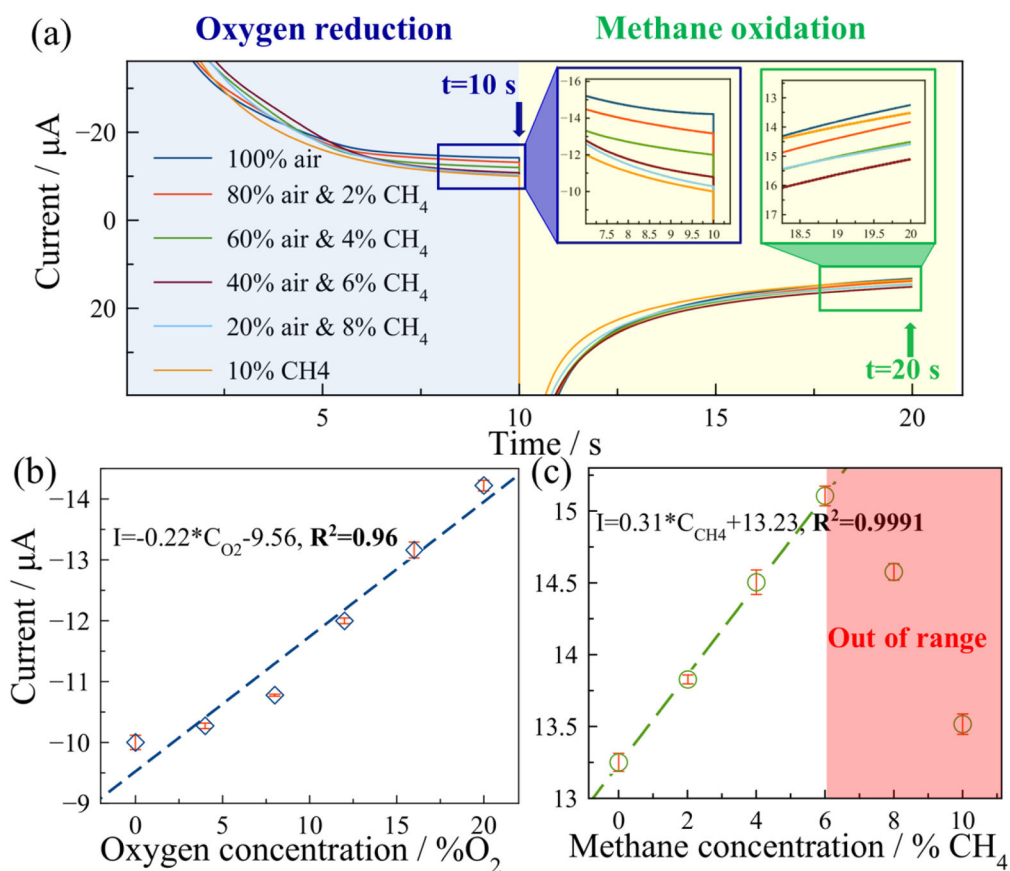 (a)
Oxygen reduction
Methane oxidation
Current / μA
−20
0
20
t=10 s
100% air
80% air & 2% CH4
60% air & 4% CH4
40% air & 6% CH4
20% air & 8% CH4
10% CH4
−16
−14
−12
−10
7.5 8 8.5 9 9.5 10
13
14
15
16
17
18.5 19 19.5 20
t=20 s
5 10 15 20
Time / s
(b)
−14
−13
−12
−11
−10
−9
Current / μA
I=-0.22*CO2-9.56, R²=0.96
0 5 10 15 20
Oxygen concentration / %O2
(c)
15
14.5
14
13.5
13
I=0.31*CCH4+13.23, R²=0.9991
Out of range
0 2 4 6 8 10
Methane concentration / % CH4